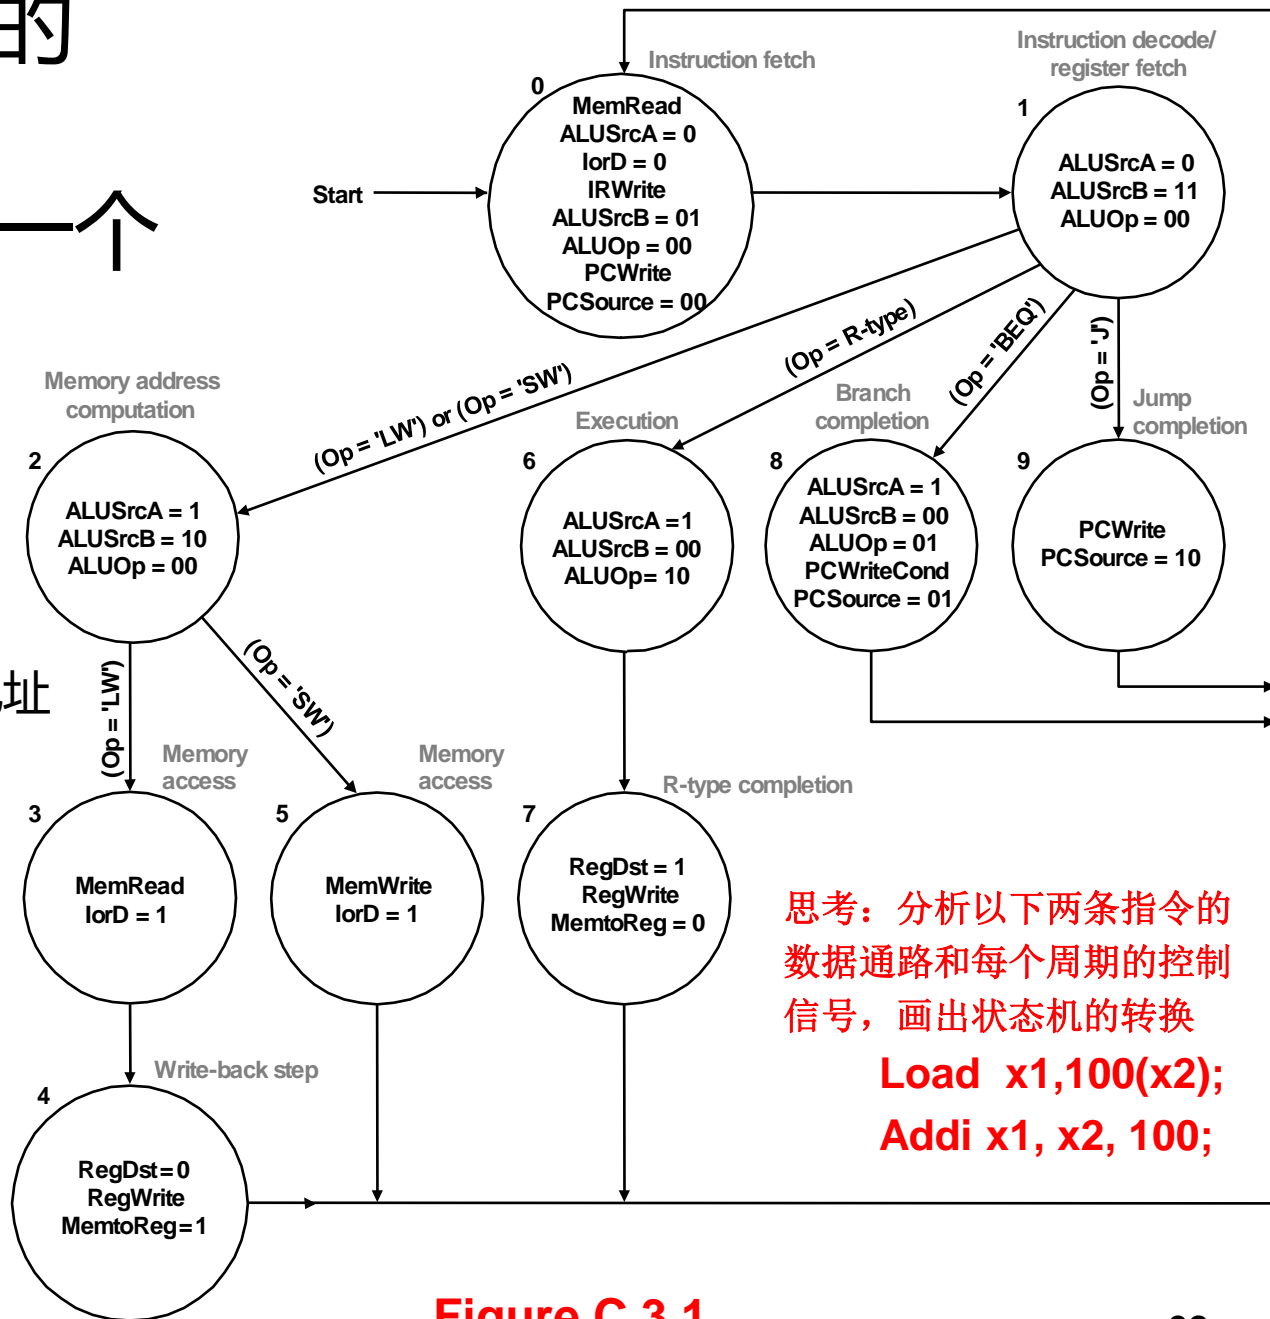 的
一个
址
Start
Instruction fetch
0
MemRead
ALUSrcA = 0
IorD = 0
IRWrite
ALUSrcB = 01
ALUOp = 00
PCWrite
PCSource = 00
Instruction decode/
register fetch
1
ALUSrcA = 0
ALUSrcB = 11
ALUOp = 00
(Op = 'LW') or (Op = 'SW')
(Op = R-type)
(Op = 'BEQ')
(Op = 'J')
Memory address
computation
2
ALUSrcA = 1
ALUSrcB = 10
ALUOp = 00
Execution
6
ALUSrcA =1
ALUSrcB = 00
ALUOp= 10
Branch
completion
8
ALUSrcA = 1
ALUSrcB = 00
ALUOp = 01
PCWriteCond
PCSource = 01
Jump
completion
9
PCWrite
PCSource = 10
(Op = 'LW')
(Op = 'SW')
Memory
access
3
MemRead
IorD = 1
Memory
access
5
MemWrite
IorD = 1
R-type completion
7
RegDst = 1
RegWrite
MemtoReg = 0
Write-back step
4
RegDst=0
RegWrite
MemtoReg=1
思考：分析以下两条指令的
数据通路和每个周期的控制
信号，画出状态机的转换
Load x1,100(x2);
Addi x1, x2, 100;
Figure C.3.1